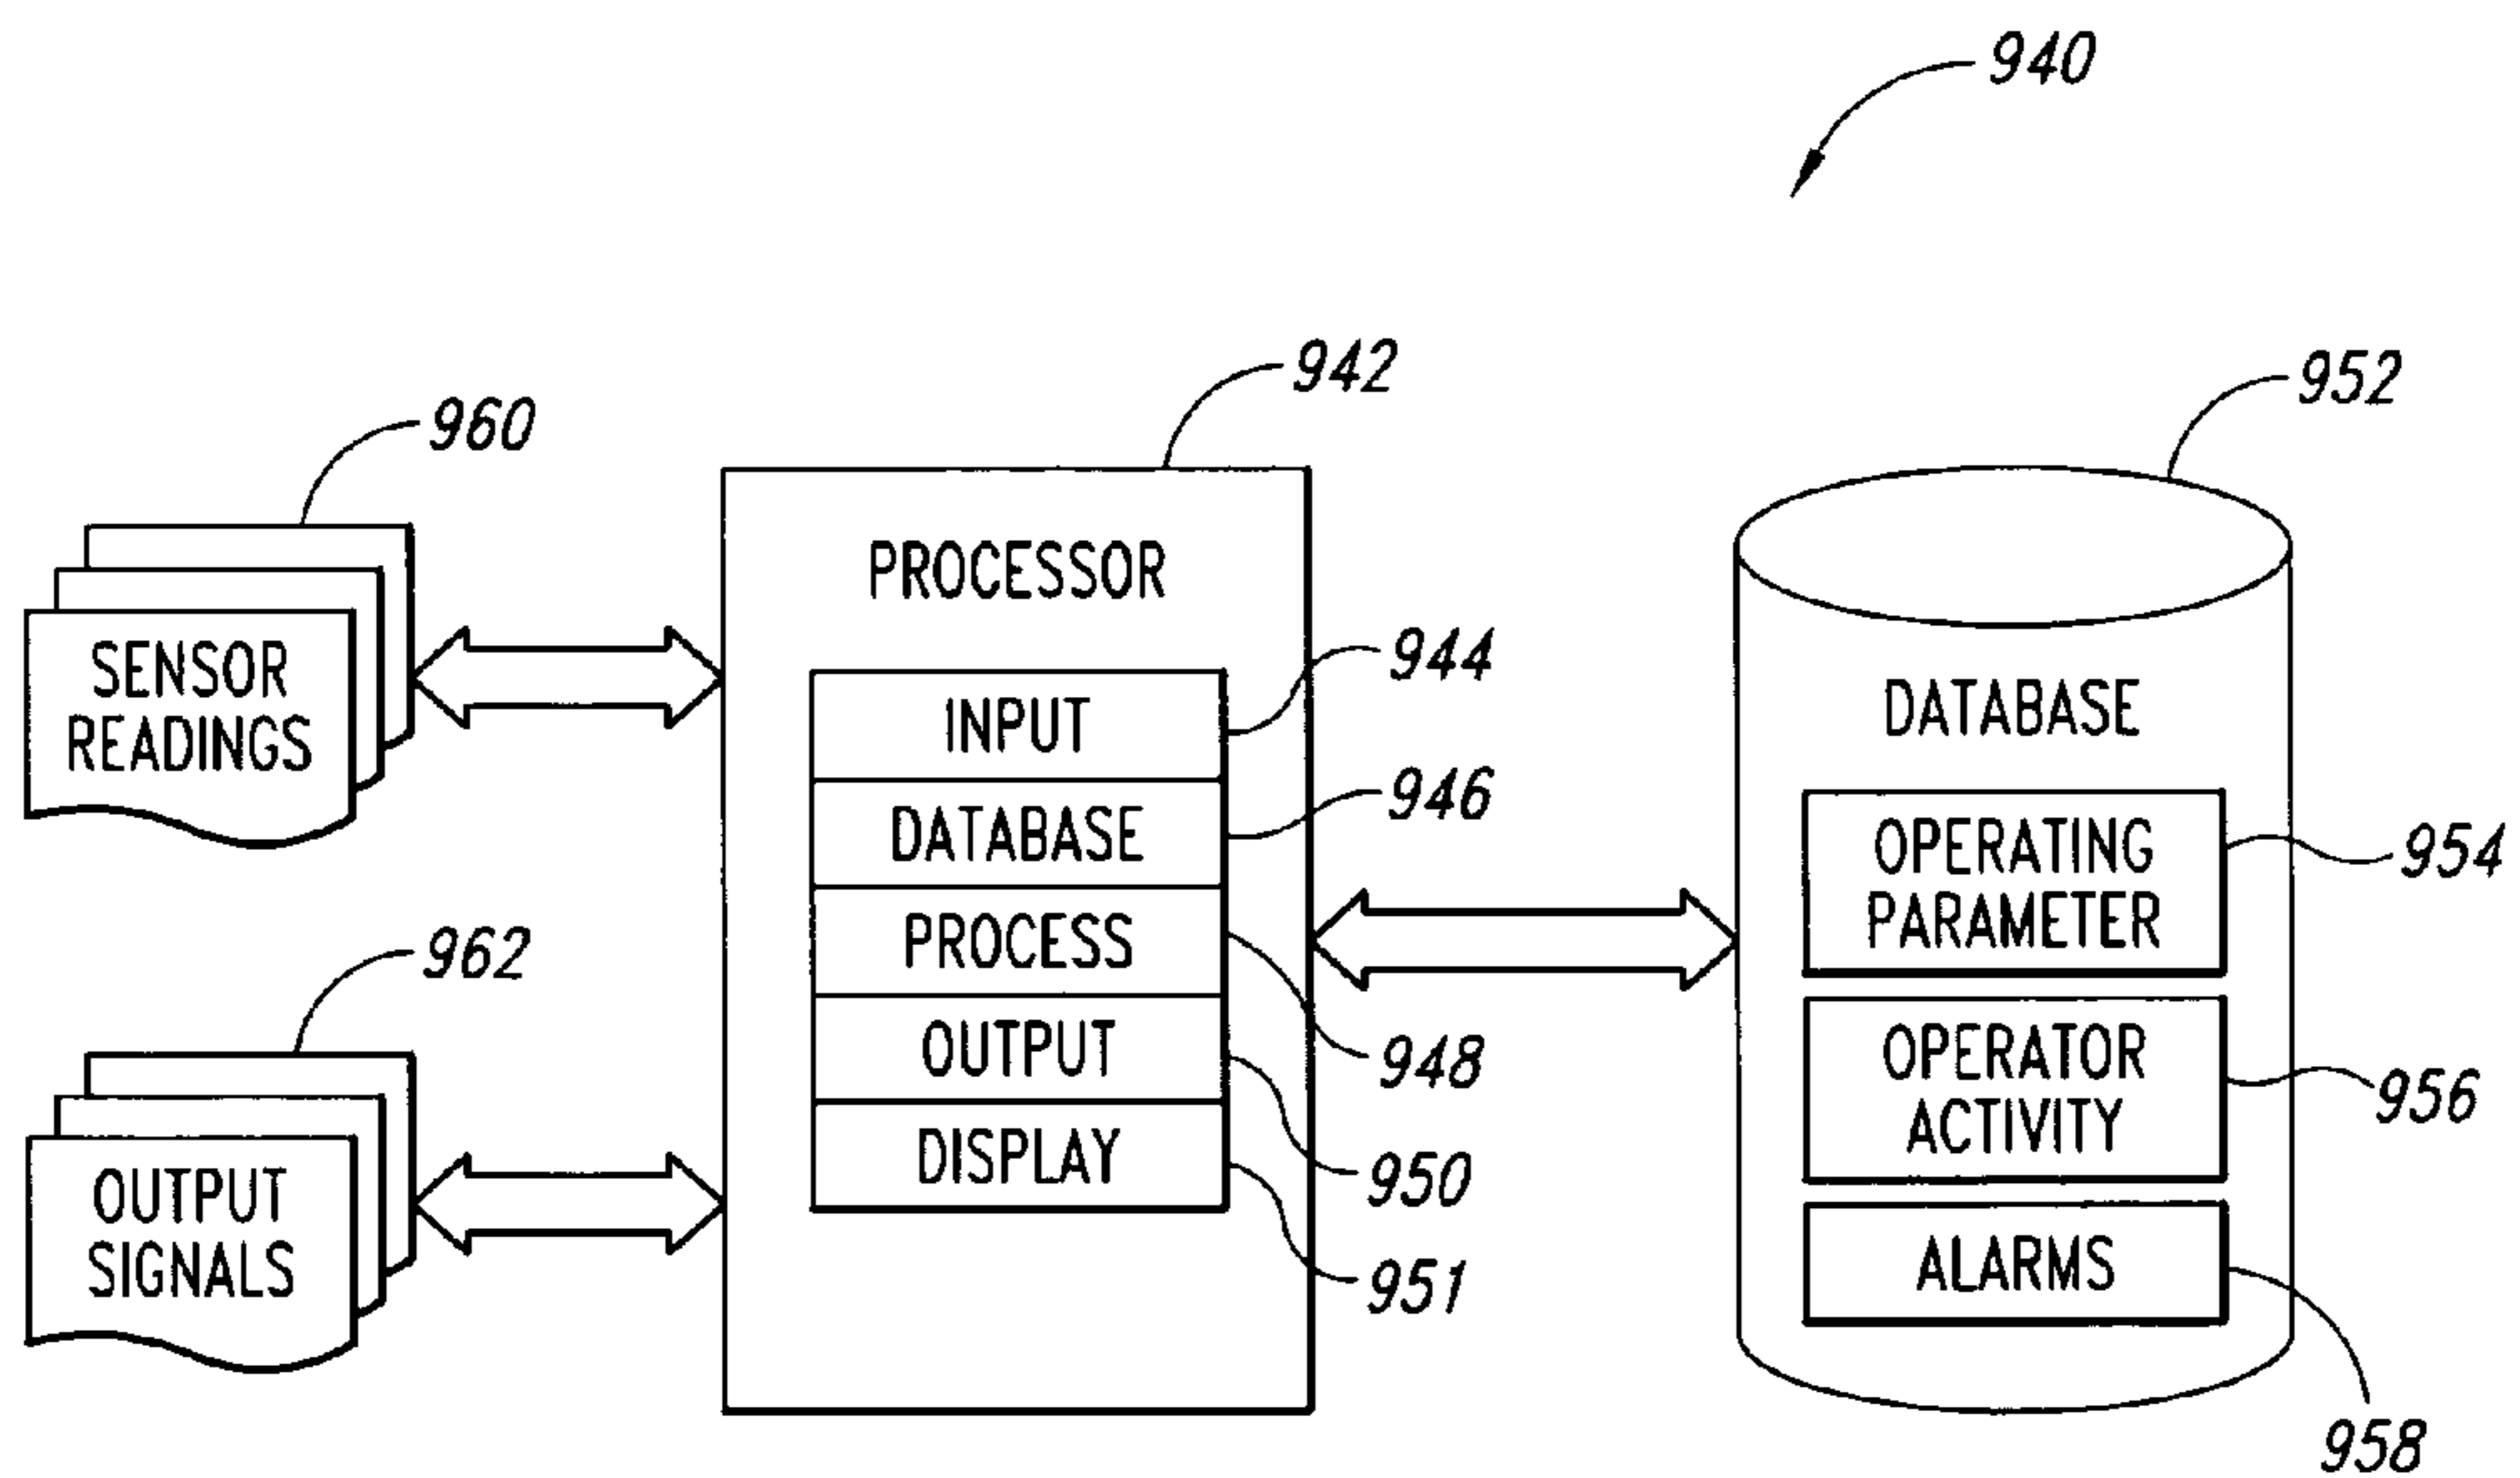 940
942
952
960
PROCESSOR
SENSOR
READINGS
944
INPUT
DATABASE
946
DATABASE
OPERATING
PARAMETER
954
962
PROCESS
948
OUTPUT
OPERATOR
ACTIVITY
956
OUTPUT
SIGNALS
DISPLAY
950
951
ALARMS
958